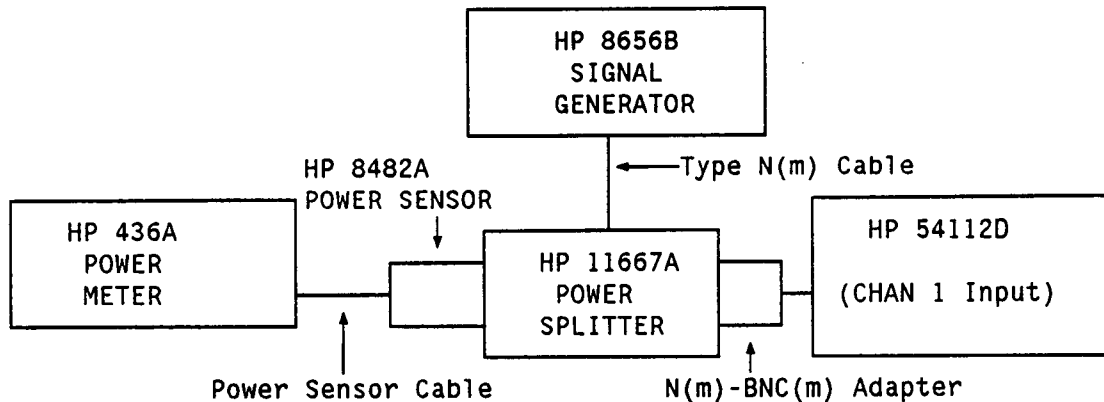 HP 8656B
SIGNAL
GENERATOR
Type N(m) Cable
HP 8482A
POWER SENSOR
HP 436A
POWER
METER
HP 11667A
POWER
SPLITTER
HP 54112D
(CHAN 1 Input)
Power Sensor Cable
N(m)-BNC(m) Adapter